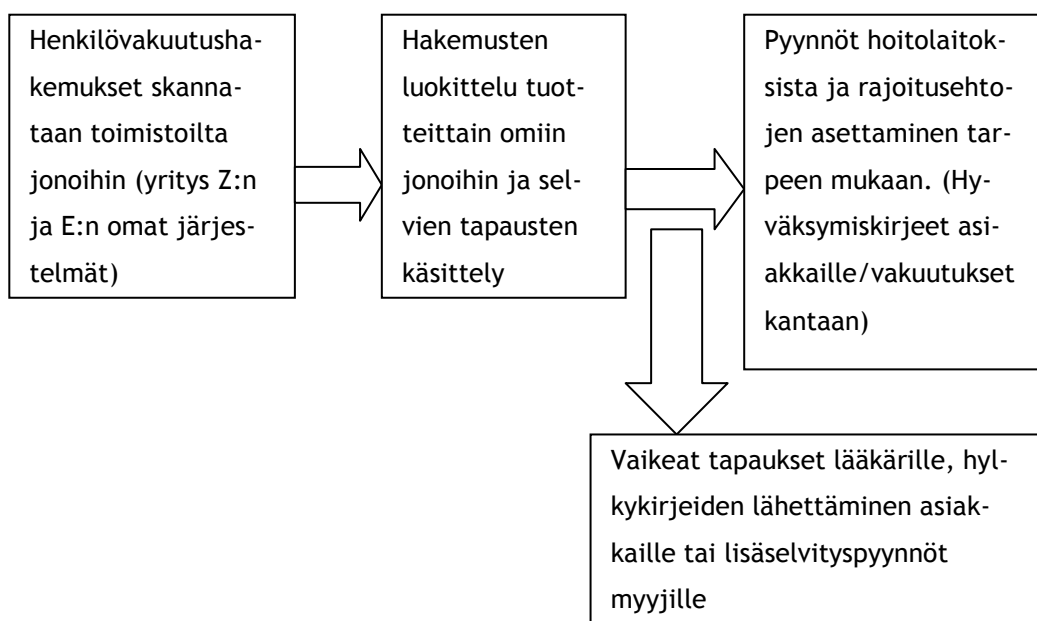 Henkilövakuutusha-
kemukset skanna-
taan toimistoilta
jonoihin (yritys Z:n
ja E:n omat järjes-
telmät)
Hakemusten
luokittelu tuot-
teittain omiin
jonoihin ja sel-
vien tapausten
käsittely
Pyynnöt hoitolaitok-
sista ja rajoitusehto-
jen asettaminen tar-
peen mukaan. (Hy-
väksymiskirjeet asi-
akkaille/vakuutukset
kantaan)
Vaikeat tapaukset lääkärille, hyl-
kykirjeiden lähettäminen asiak-
kaille tai lisäselvityspyynnöt
myyjille